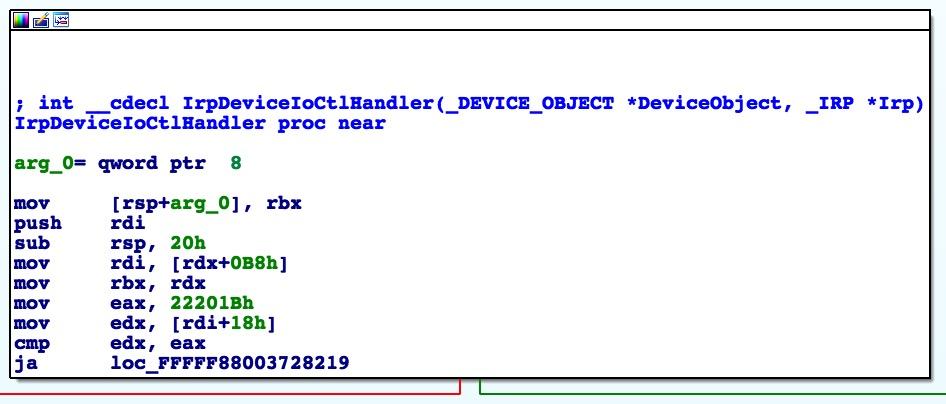 ; int __cdecl IrpDeviceIoCtlHandler(_DEVICE_OBJECT *DeviceObject, _IRP *Irp)
IrpDeviceIoCtlHandler proc near
arg_0= qword ptr  8
mov     [rsp+arg_0], rbx
push    rdi
sub     rsp, 20h
mov     rdi, [rdx+0B8h]
mov     rbx, rdx
mov     eax, 22201Bh
mov     edx, [rdi+18h]
cmp     edx, eax
ja      loc_FFFFF88003728219